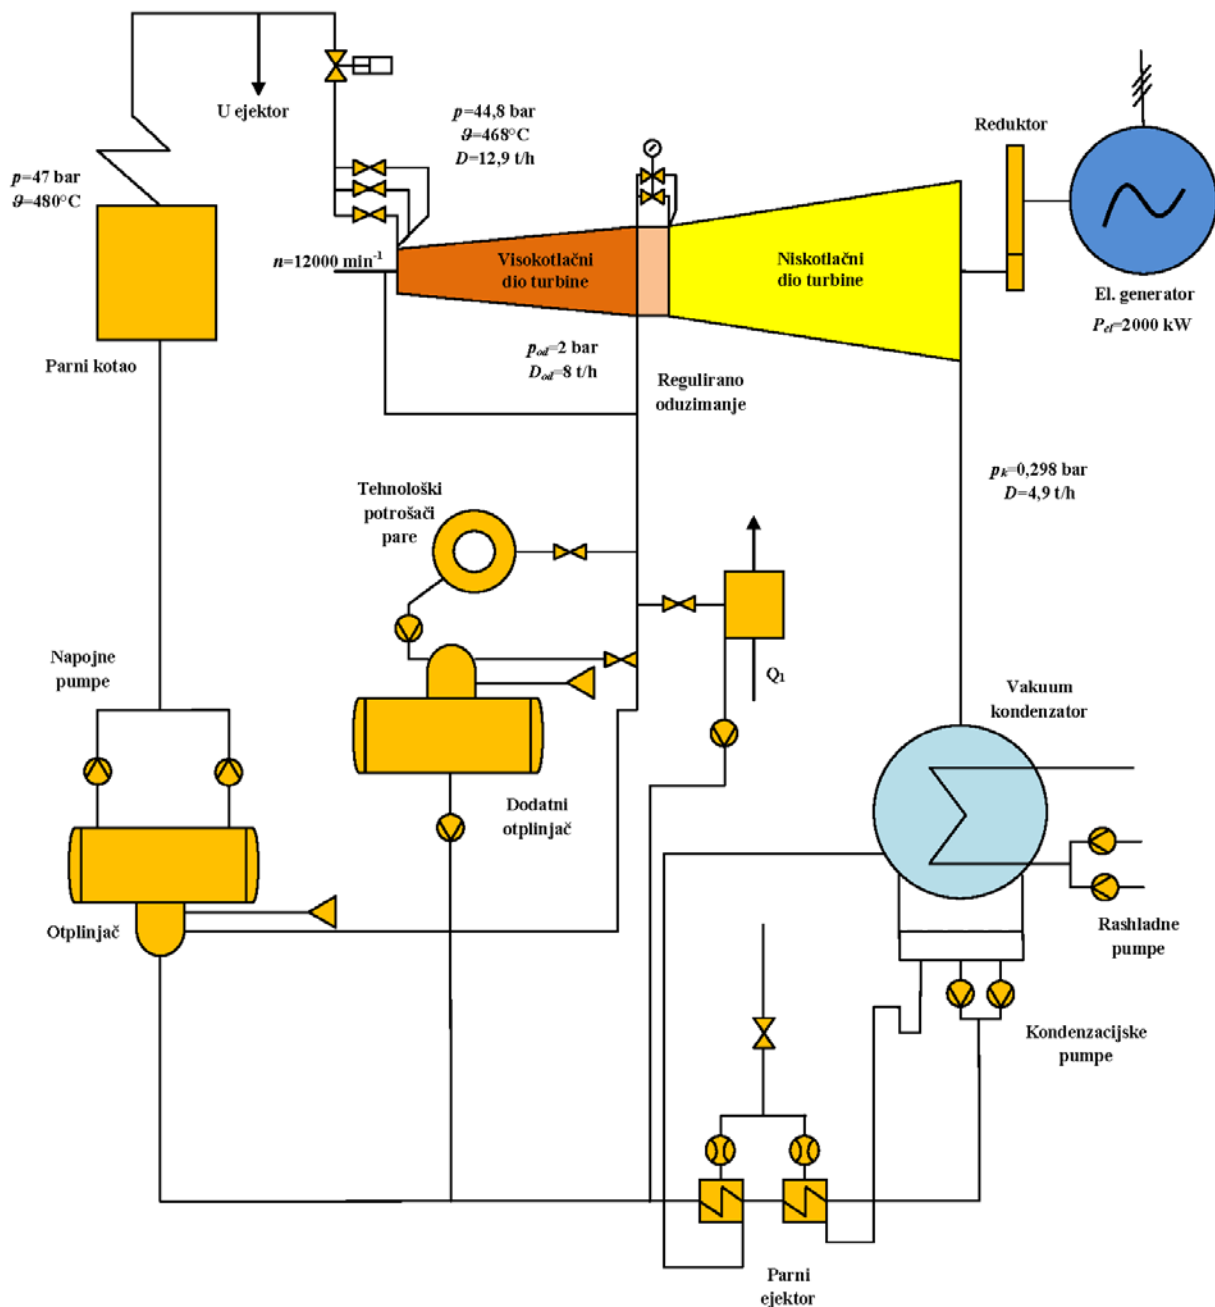 U ejektor
p=44,8 bar
ϑ=468°C
D=12,9 t/h
Reduktor
p=47 bar
ϑ=480°C
n=12000 min⁻¹
Visokotlačni
dio turbine
Niskotlačni
dio turbine
El. generator
Pel=2000 kW
Parni kotao
pod=2 bar
Dod=8 t/h
Regulirano
oduzimanje
pk=0,298 bar
D=4,9 t/h
Tehnološki
potrošači
pare
Napojne
pumpe
Q1
Vakuum
kondenzator
Dodatni
otplinjač
Otplinjač
Rashladne
pumpe
Kondenzacijske
pumpe
Parni
ejektor